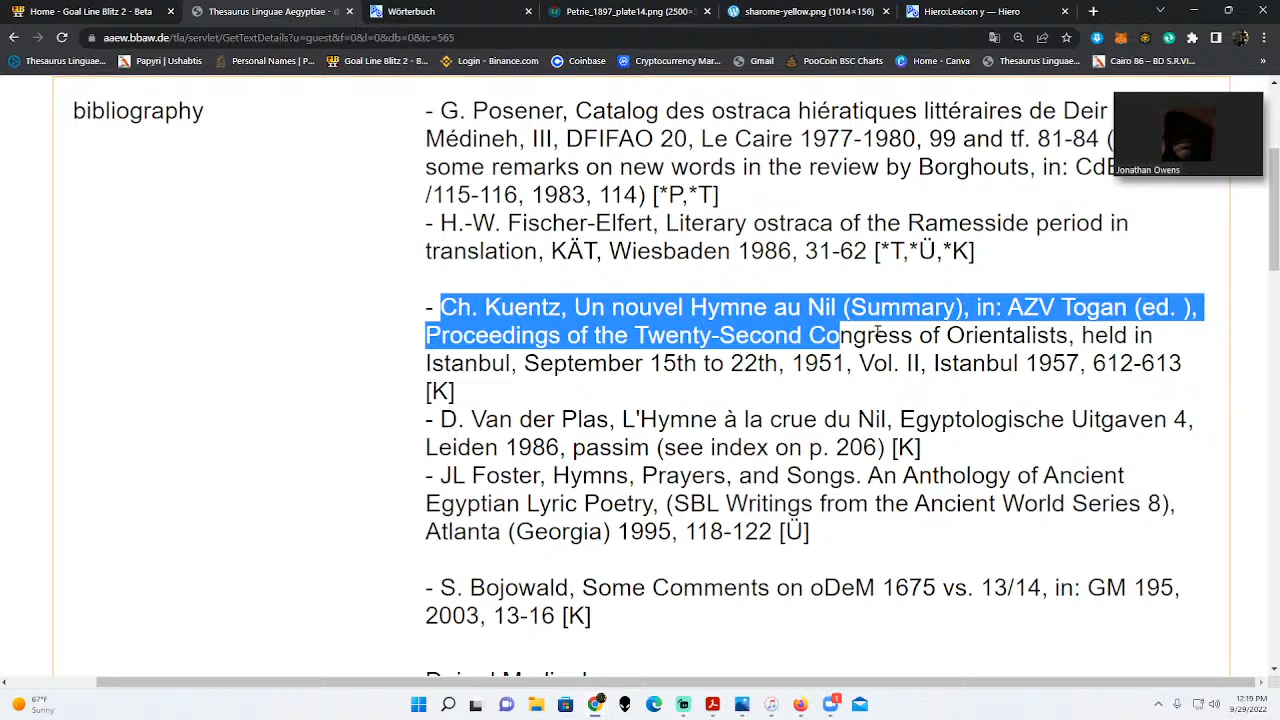 Home - Goal Line Blitz 2 - Beta
Thesaurus Linguae Aegyptiae - d
Wörterbuch
Petrie_1897_plate14.png (2500×
sharome-yellow.png (1014×156)
HieroLexicon y — Hiero
aaew.bbaw.de/tla/servlet/GetTextDetails?u=guest&f=0&l=0&db=0&tc=565
Thesaurus Linguae...
Papyri | Ushabtis
Personal Names | P...
Goal Line Blitz 2 - B...
Login - Binance.com
Coinbase
Cryptocurrency Mar...
Gmail
PooCoin BSC Charts
Home - Canva
Thesaurus Linguae...
Cairo 86 – BD S.R.VI...
bibliography
- G. Posener, Catalog des ostraca hiératiques littéraires de Deir
Médineh, III, DFIFAO 20, Le Caire 1977-1980, 99 and tf. 81-84 (
some remarks on new words in the review by Borghouts, in: CdE
/115-116, 1983, 114) [*P,*T]
- H.-W. Fischer-Elfert, Literary ostraca of the Ramesside period in
translation, KÄT, Wiesbaden 1986, 31-62 [*T,*Ü,*K]
- Ch. Kuentz, Un nouvel Hymne au Nil (Summary), in: AZV Togan (ed. ),
Proceedings of the Twenty-Second Congress of Orientalists, held in
Istanbul, September 15th to 22th, 1951, Vol. II, Istanbul 1957, 612-613
[K]
- D. Van der Plas, L'Hymne à la crue du Nil, Egyptologische Uitgaven 4,
Leiden 1986, passim (see index on p. 206) [K]
- JL Foster, Hymns, Prayers, and Songs. An Anthology of Ancient
Egyptian Lyric Poetry, (SBL Writings from the Ancient World Series 8),
Atlanta (Georgia) 1995, 118-122 [Ü]
- S. Bojowald, Some Comments on oDeM 1675 vs. 13/14, in: GM 195,
2003, 13-16 [K]
Jonathan Owens
67°F
Sunny
12:19 PM
9/29/2022